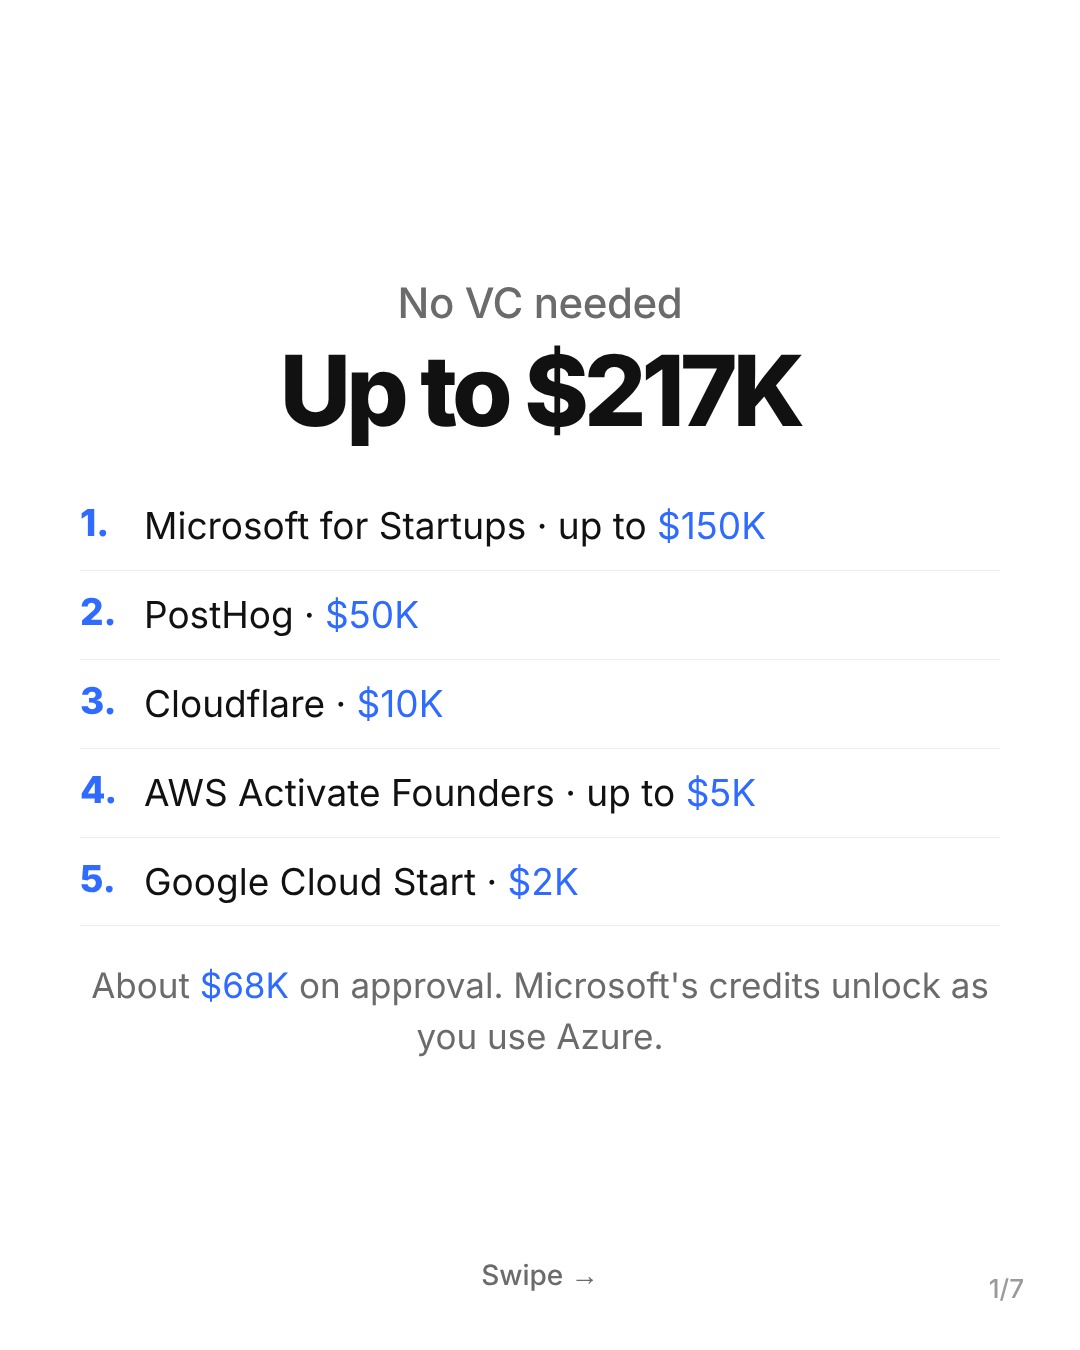 No VC needed
Up to $217K
1. Microsoft for Startups · up to $150K
2. PostHog · $50K
3. Cloudflare · $10K
4. AWS Activate Founders · up to $5K
5. Google Cloud Start · $2K
About $68K on approval. Microsoft's credits unlock as
you use Azure.
Swipe →
1/7